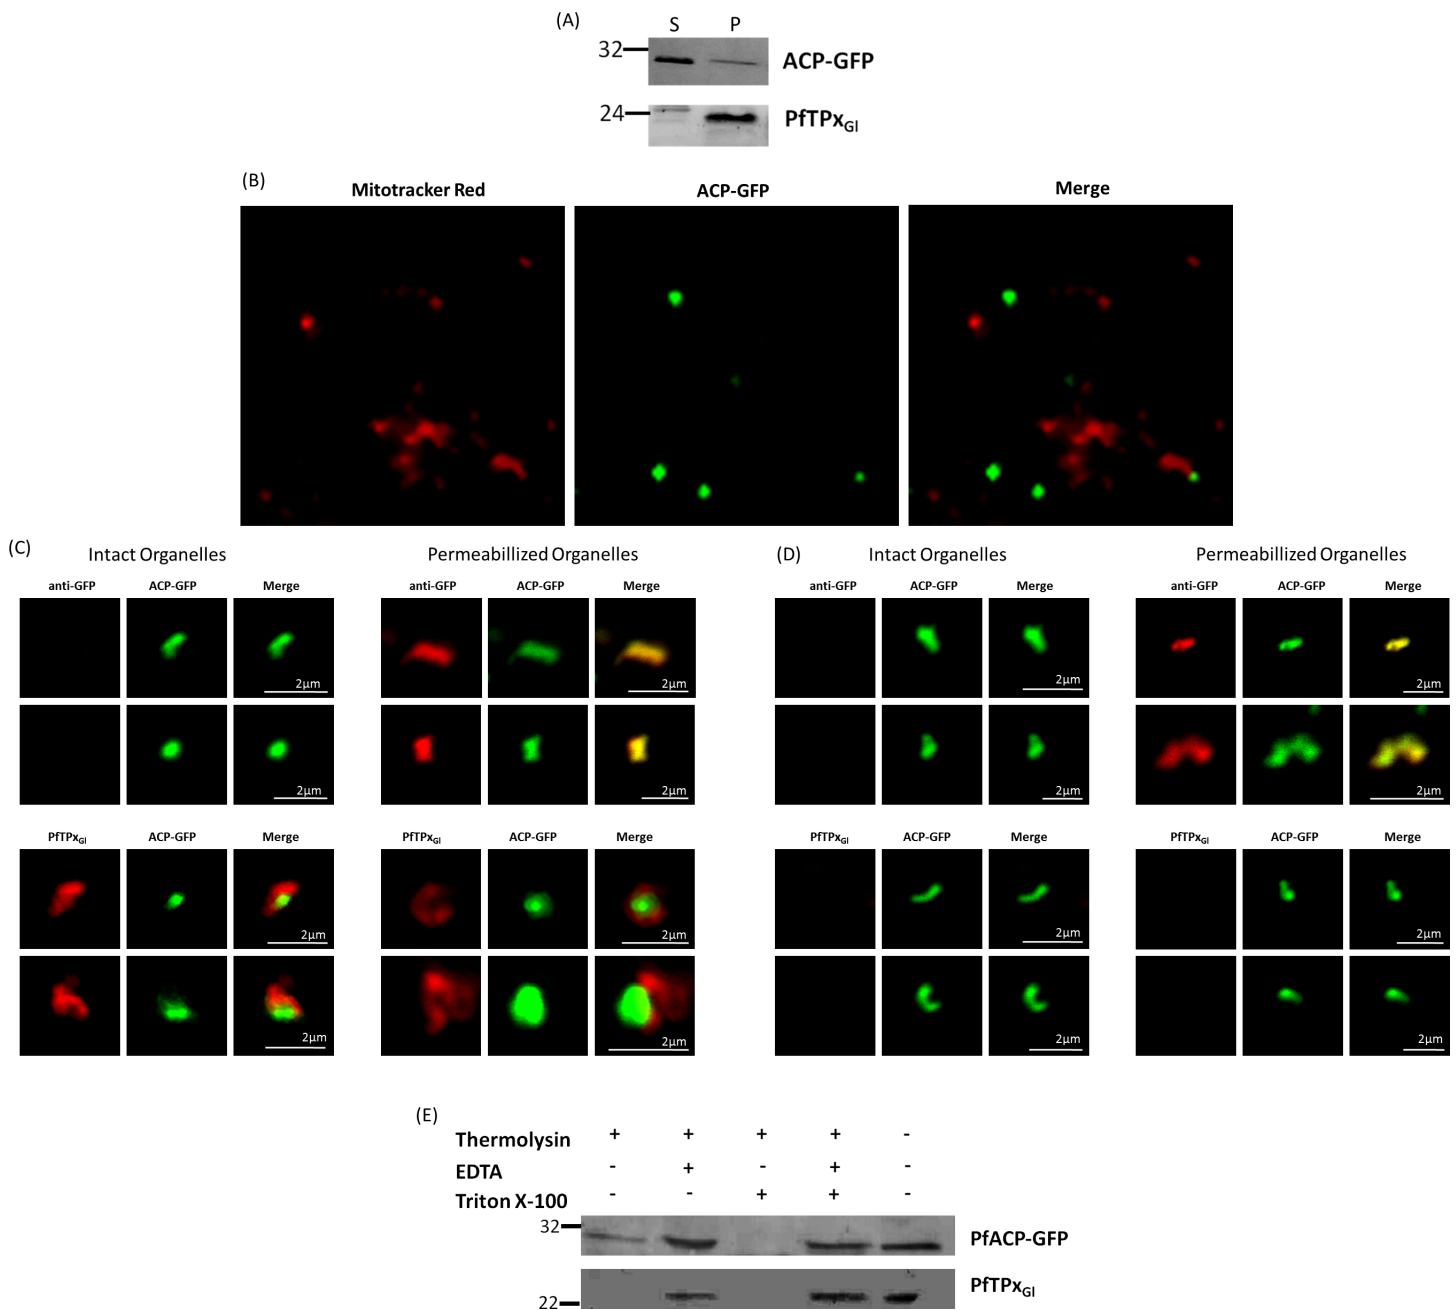 (A)
S P
32 ACP-GFP
24 PfTPxGl
(B)
Mitotracker Red ACP-GFP Merge
(C) Intact Organelles Permeabillized Organelles (D) Intact Organelles Permeabillized Organelles
anti-GFP ACP-GFP Merge anti-GFP ACP-GFP Merge anti-GFP ACP-GFP Merge anti-GFP ACP-GFP Merge
2µm 2µm 2µm 2µm
2µm 2µm 2µm 2µm
PfTPxGl ACP-GFP Merge PfTPxGl ACP-GFP Merge PfTPxGl ACP-GFP Merge PfTPxGl ACP-GFP Merge
2µm 2µm 2µm 2µm
2µm 2µm 2µm 2µm
(E)
Thermolysin + + + + -
EDTA - + - + -
Triton X-100 - - + + -
32 PfACP-GFP
22 PfTPxGl